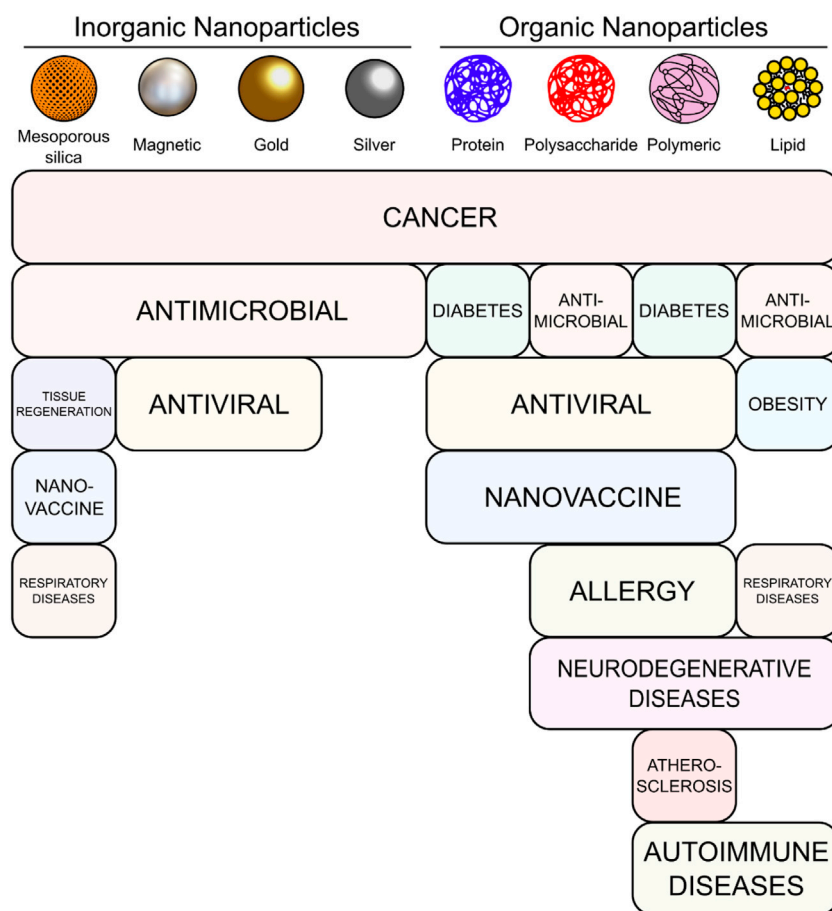 Inorganic Nanoparticles
Organic Nanoparticles
Mesoporous
silica
Magnetic
Gold
Silver
Protein
Polysaccharide
Polymeric
Lipid
CANCER
ANTIMICROBIAL
DIABETES
ANTI-
MICROBIAL
DIABETES
ANTI-
MICROBIAL
TISSUE
REGENERATION
ANTIVIRAL
ANTIVIRAL
OBESITY
NANO-
VACCINE
NANOVACCINE
RESPIRATORY
DISEASES
ALLERGY
RESPIRATORY
DISEASES
NEURODEGENERATIVE
DISEASES
ATHERO-
SCLEROSIS
AUTOIMMUNE
DISEASES